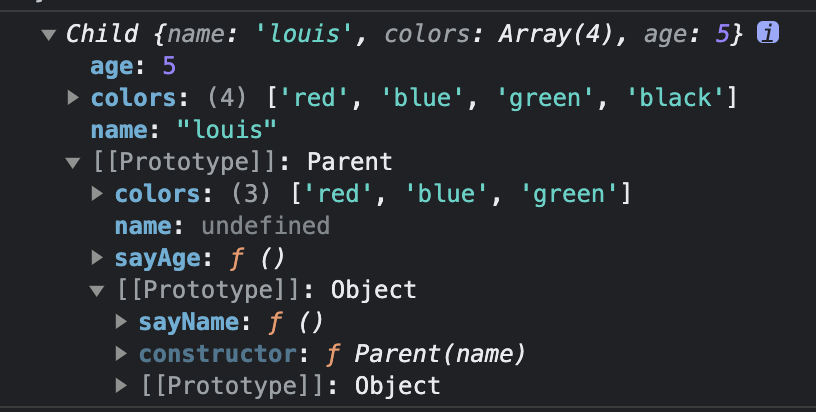 Child {name: 'louis', colors: Array(4), age: 5} i
age: 5
colors: (4) ['red', 'blue', 'green', 'black']
name: "louis"
[[Prototype]]: Parent
colors: (3) ['red', 'blue', 'green']
name: undefined
sayAge: ƒ ()
[[Prototype]]: Object
sayName: ƒ ()
constructor: ƒ Parent(name)
[[Prototype]]: Object